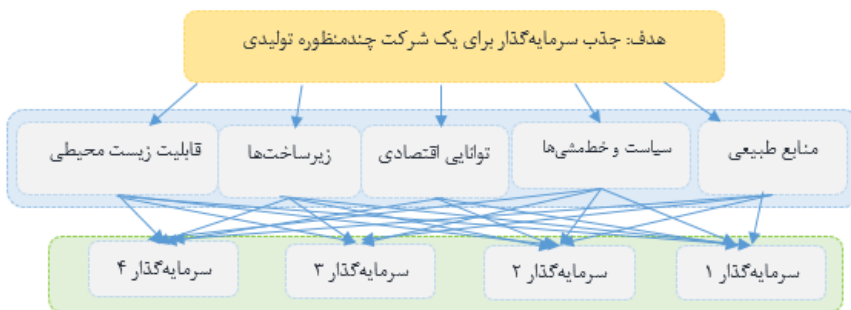 هدف: جذب سرمایه‌گذار برای یک شرکت چندمنظوره تولیدی
منابع طبیعی
سیاست و خط‌مشی‌ها
توانایی اقتصادی
زیرساخت‌ها
قابلیت زیست محیطی
سرمایه‌گذار ۱
سرمایه‌گذار ۲
سرمایه‌گذار ۳
سرمایه‌گذار ۴